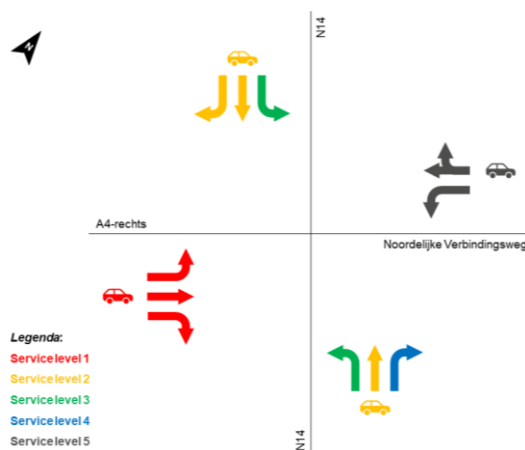 N
N14
A4-rechts
Noordelijke Verbindingsweg
Legenda:
Service level 1
Service level 2
Service level 3
Service level 4
Service level 5
N14